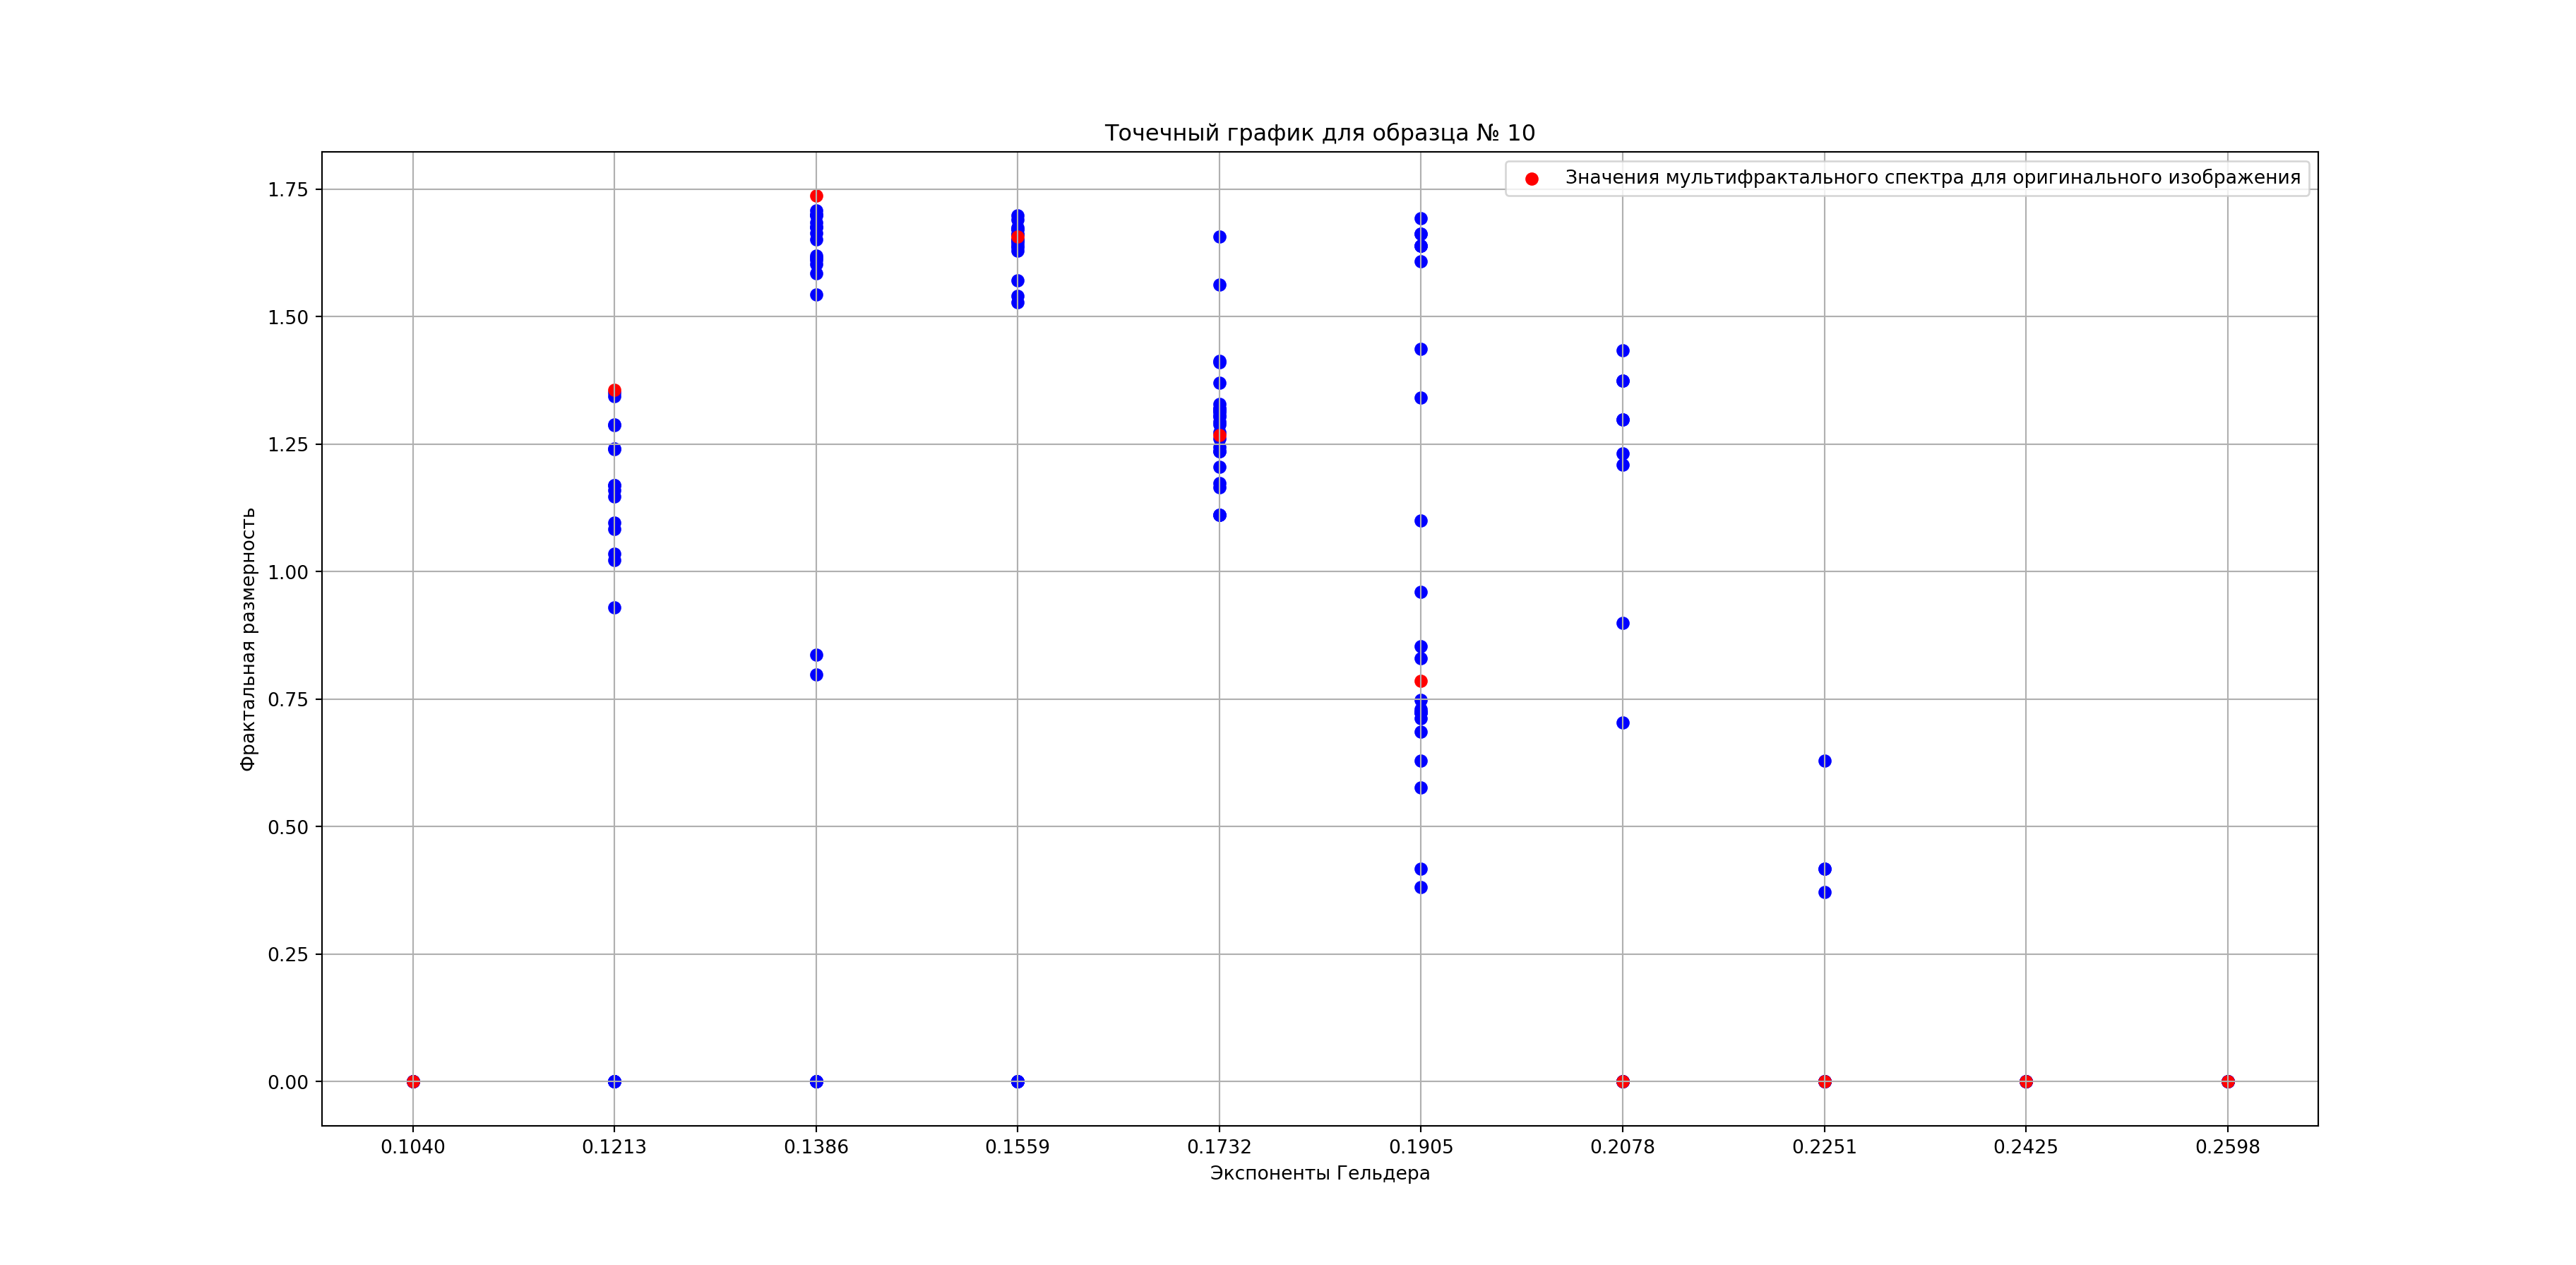 Точечный график для образца № 10
Значения мультифрактального спектра для оригинального изображения
Фрактальная размерность
1.75
1.50
1.25
1.00
0.75
0.50
0.25
0.00
0.1040 0.1213 0.1386 0.1559 0.1732 0.1905 0.2078 0.2251 0.2425 0.2598
Экспоненты Гельдера